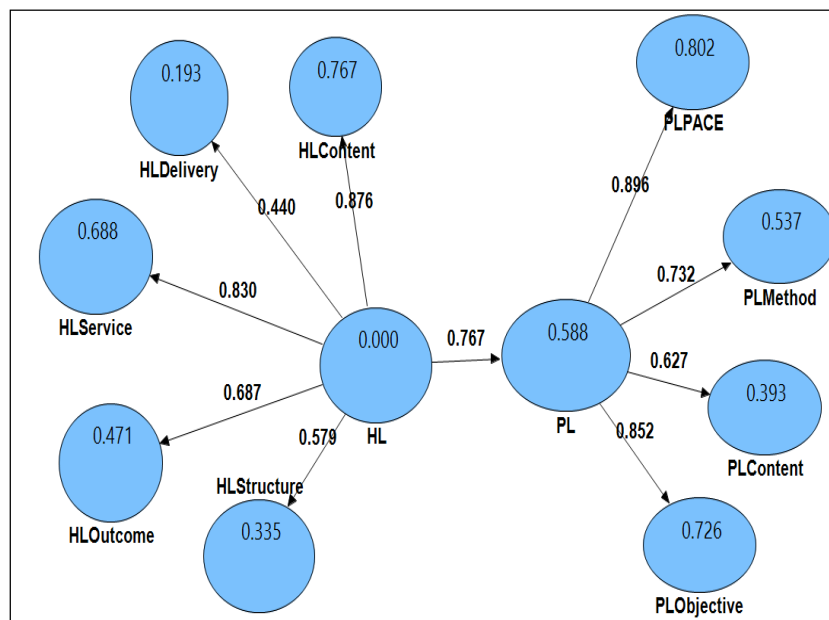 0.802
PLPACE
0.193
HLDelivery
0.767
HLContent
0.896
0.440
0.876
0.537
PLMethod
0.688
HLService
0.732
0.830
0.000
HL
0.767
0.588
PL
0.627
0.393
PLContent
0.687
0.579
0.852
0.471
HLOutcome
HLStructure
0.335
0.726
PLObjective